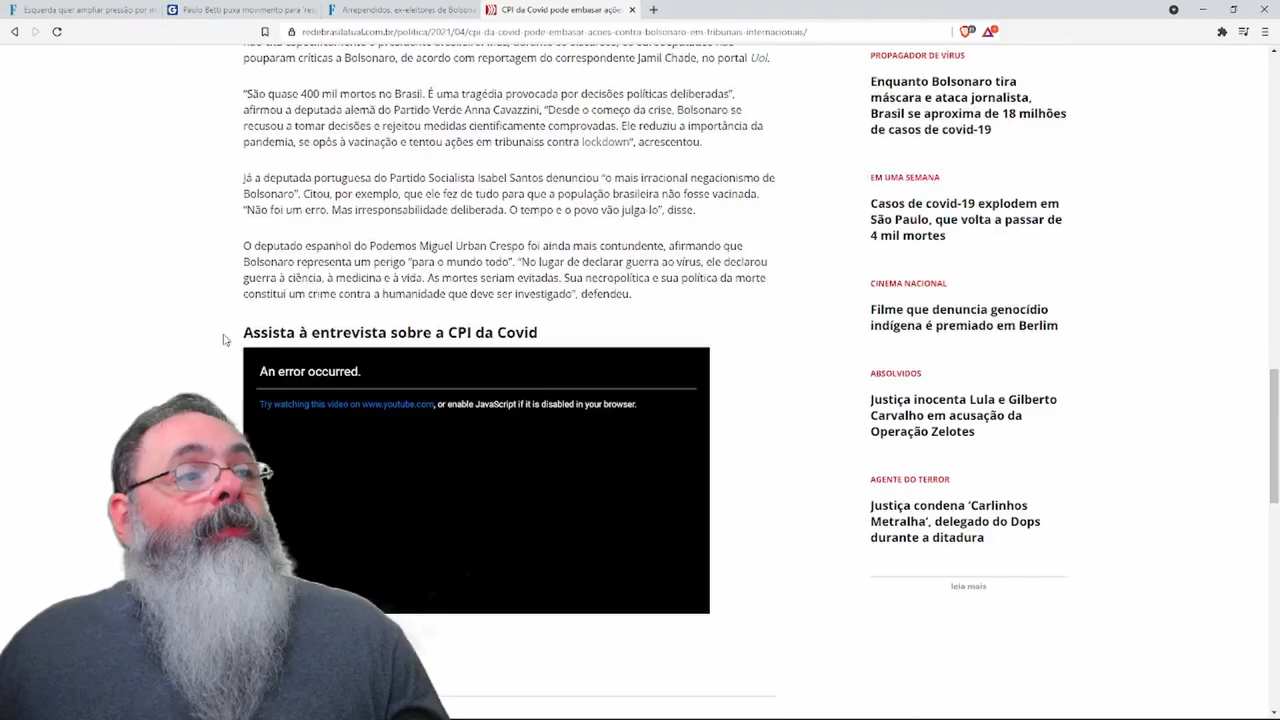 Esquerda quer ampliar pressão por im
Paulo Betti puxa movimento para 'res
Arrependidos, ex-eleitores de Bolsona
CPI da Covid pode embasar ações
redebrasilatual.com.br/politica/2021/04/cpi-da-covid-pode-embasar-acoes-contra-bolsonaro-em-tribunais-internacionais/
pouparam críticas a Bolsonaro, de acordo com reportagem do correspondente Jamil Chade, no portal Uol.
“São quase 400 mil mortos no Brasil. É uma tragédia provocada por decisões políticas deliberadas”,
afirmou a deputada alemã do Partido Verde Anna Cavazzini, “Desde o começo da crise, Bolsonaro se
recusou a tomar decisões e rejeitou medidas cientificamente comprovadas. Ele reduziu a importância da
pandemia, se opôs à vacinação e tentou ações em tribunaiss contra lockdown“, acrescentou.
Já a deputada portuguesa do Partido Socialista Isabel Santos denunciou “o mais irracional negacionismo de
Bolsonaro”. Citou, por exemplo, que ele fez de tudo para que a população brasileira não fosse vacinada.
“Não foi um erro. Mas irresponsabilidade deliberada. O tempo e o povo vão julga-lo”, disse.
O deputado espanhol do Podemos Miguel Urban Crespo foi ainda mais contundente, afirmando que
Bolsonaro representa um perigo “para o mundo todo”. “No lugar de declarar guerra ao vírus, ele declarou
guerra à ciência, à medicina e à vida. As mortes seriam evitadas. Sua necropolítica e sua política da morte
constitui um crime contra a humanidade que deve ser investigado”, defendeu.
Assista à entrevista sobre a CPI da Covid
An error occurred.
Try watching this video on www.youtube.com, or enable JavaScript if it is disabled in your browser.
PROPAGADOR DE VÍRUS
Enquanto Bolsonaro tira
máscara e ataca jornalista,
Brasil se aproxima de 18 milhões
de casos de covid-19
EM UMA SEMANA
Casos de covid-19 explodem em
São Paulo, que volta a passar de
4 mil mortes
CINEMA NACIONAL
Filme que denuncia genocídio
indígena é premiado em Berlim
ABSOLVIDOS
Justiça inocenta Lula e Gilberto
Carvalho em acusação da
Operação Zelotes
AGENTE DO TERROR
Justiça condena ‘Carlinhos
Metralha’, delegado do Dops
durante a ditadura
leia mais